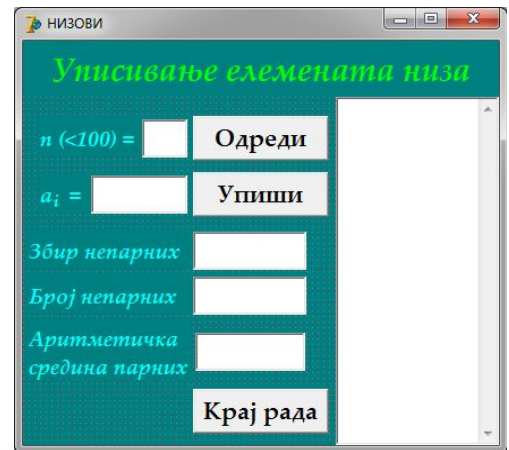 НИЗОВИ
Уписивање елемената низа
n (<100) =
Одреди
ai =
Упиши
Збир непарних
Број непарних
Аритметичка
средина парних
Крај рада